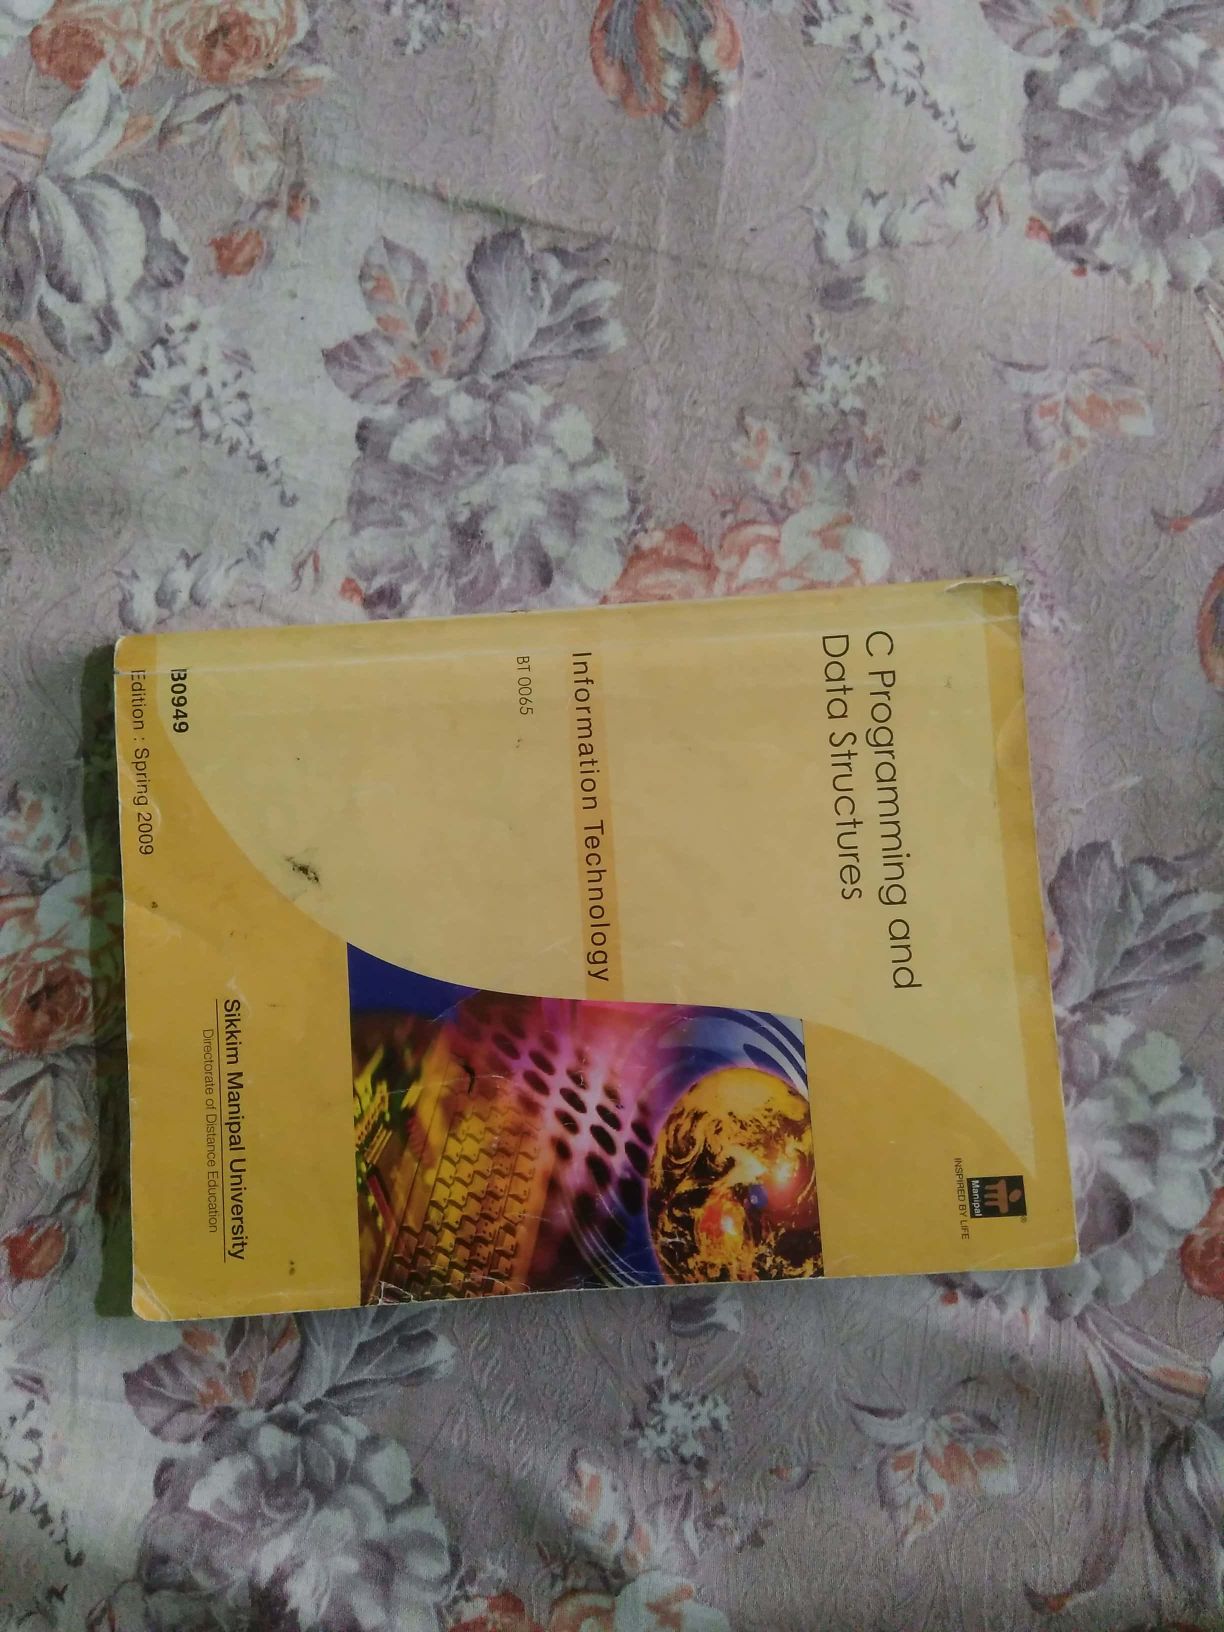 Manipal
INSPIRED BY LIFE
C Programming and
Data Structures
Information Technology
BT 0065
Sikkim Manipal University
Directorate of Distance Education
B0949
Edition : Spring 2009